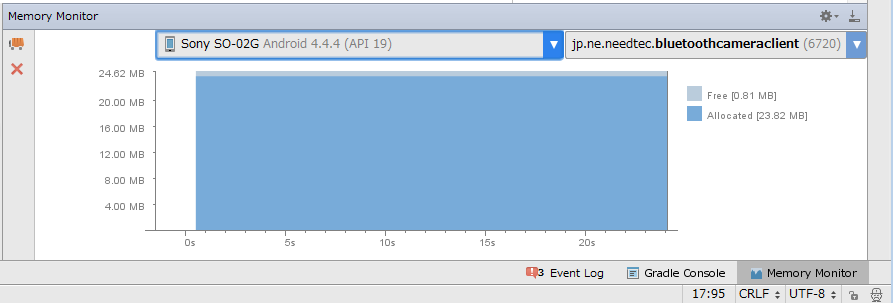 Memory Monitor
Sony SO-02G Android 4.4.4 (API 19)
jp.ne.needtec.bluetoothcameraclient (6720)
24.62 MB
20.00 MB
16.00 MB
12.00 MB
8.00 MB
4.00 MB
Free [0.81 MB]
Allocated [23.82 MB]
0s 5s 10s 15s 20s
3 Event Log Gradle Console Memory Monitor
17:95 CRLF UTF-8